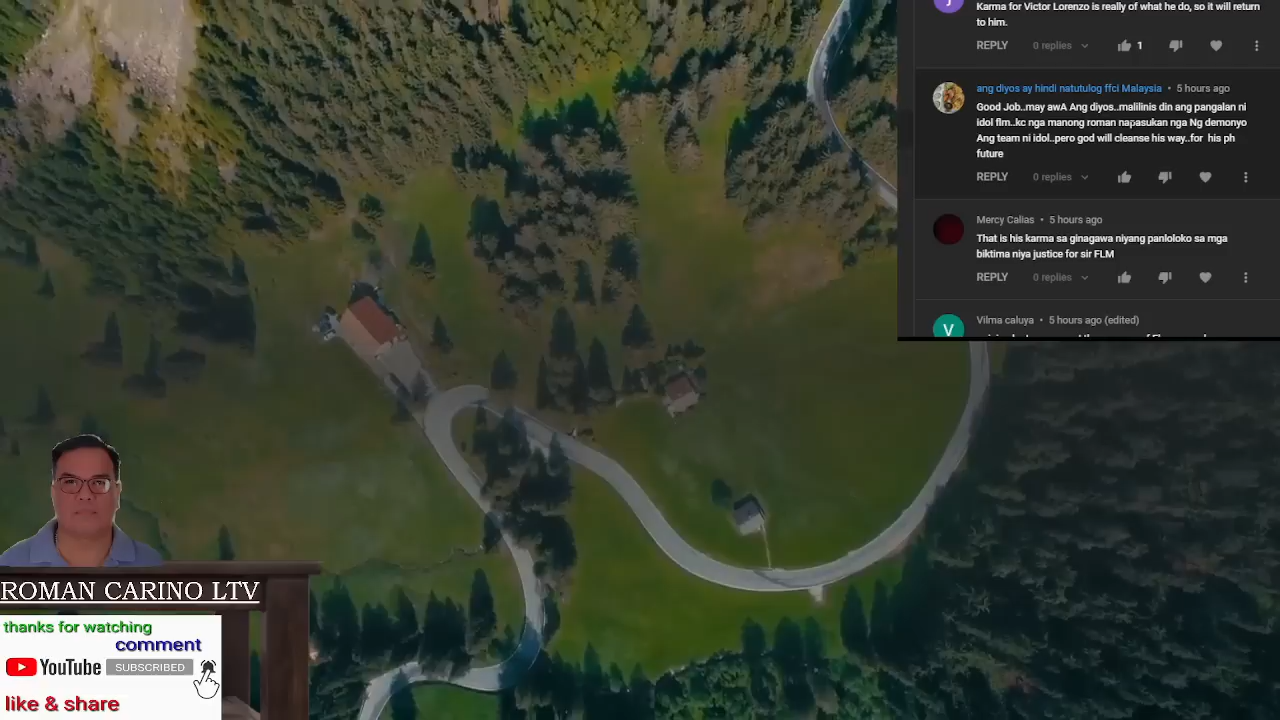 Karma for Victor Lorenzo is really of what he do, so it will return
to him.
REPLY 0 replies 1
ang diyos ay hindi natutulog ffci Malaysia • 5 hours ago
Good Job..may awA Ang diyos..malilinis din ang pangalan ni
idol flm..kc nga manong roman napasukan nga Ng demonyo
Ang team ni idol..pero god will cleanse his way..for his ph
future
REPLY 0 replies
Mercy Calias • 5 hours ago
That is his karma sa ginagawa niyang panloloko sa mga
biktima niya justice for sir FLM
REPLY 0 replies
V
Vilma caluya • 5 hours ago (edited)
ROMAN CARINO LTV
thanks for watching
comment
YouTube SUBSCRIBED
like & share